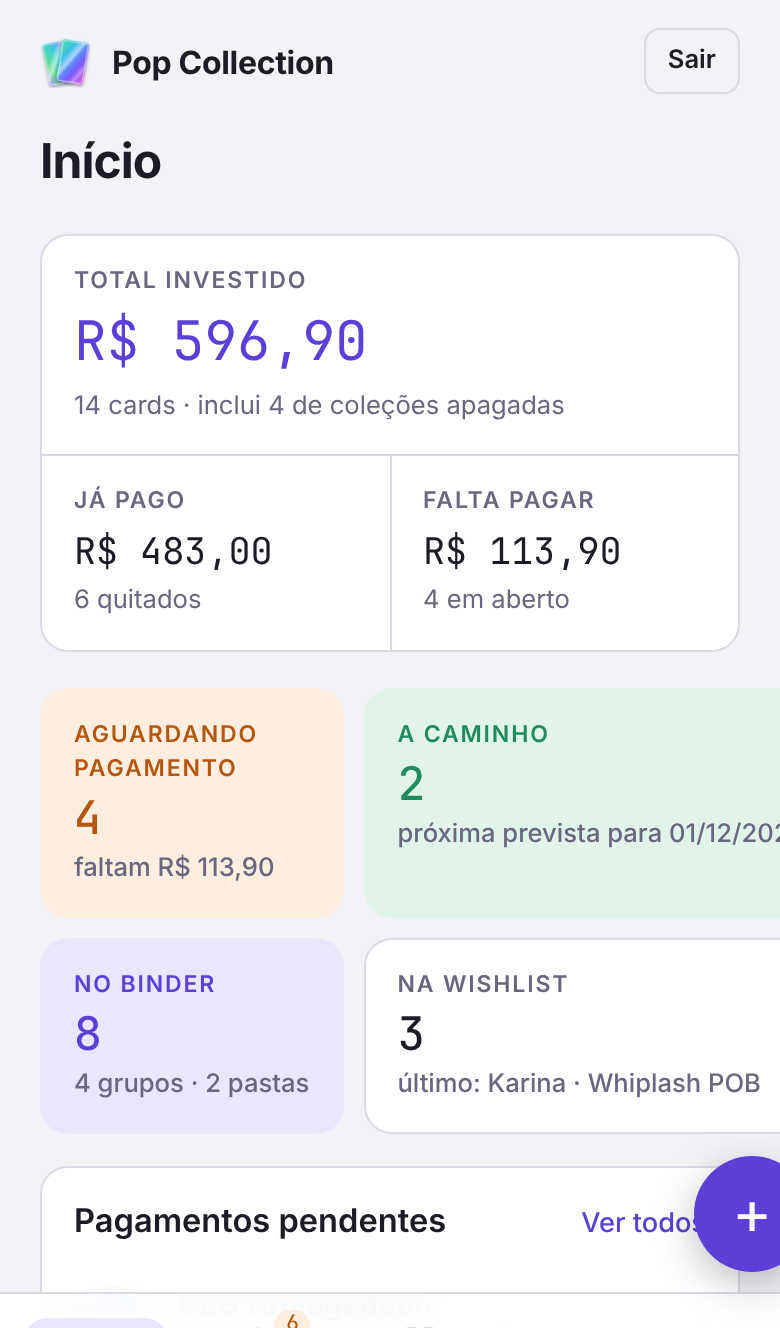 Pop Collection
Sair
Início
TOTAL INVESTIDO
R$ 596,90
14 cards · inclui 4 de coleções apagadas
JÁ PAGO
R$ 483,00
6 quitados
FALTA PAGAR
R$ 113,90
4 em aberto
AGUARDANDO
PAGAMENTO
4
faltam R$ 113,90
A CAMINHO
2
próxima prevista para 01/12/202
NO BINDER
8
4 grupos · 2 pastas
NA WISHLIST
3
último: Karina · Whiplash POB
Pagamentos pendentes
Ver todos
+
CEG Armageddon
6